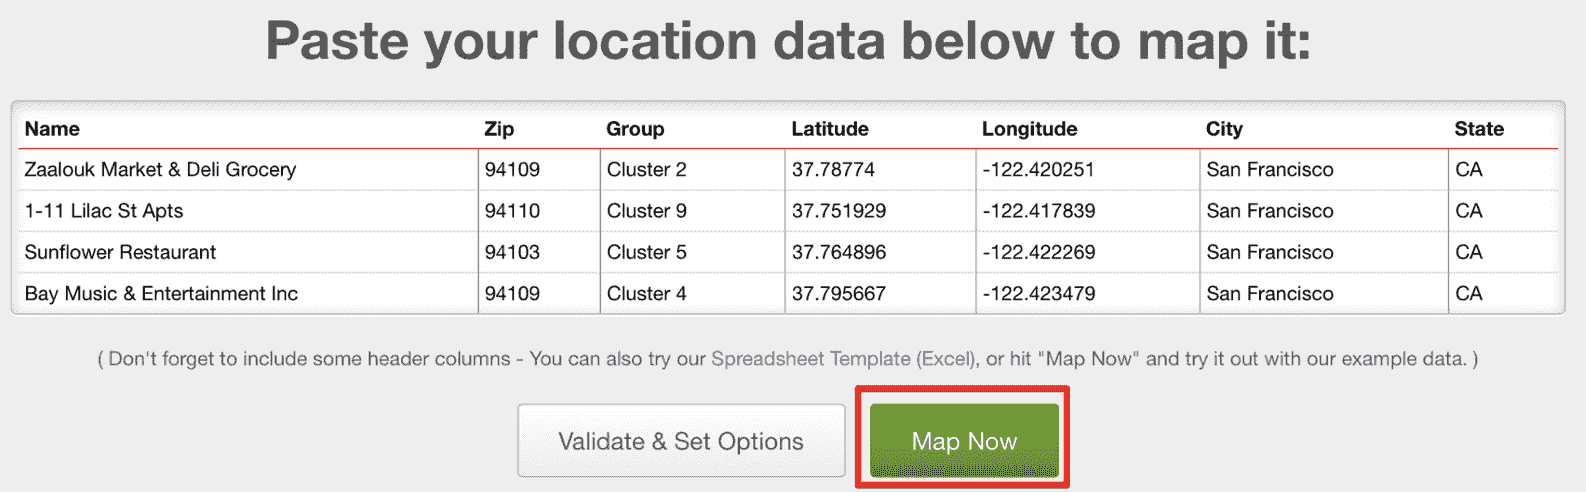 Paste your location data below to map it:
Name Zip Group Latitude Longitude City State
Zaalouk Market & Deli Grocery 94109 Cluster 2 37.78774 -122.420251 San Francisco CA
1-11 Lilac St Apts 94110 Cluster 9 37.751929 -122.417839 San Francisco CA
Sunflower Restaurant 94103 Cluster 5 37.764896 -122.422269 San Francisco CA
Bay Music & Entertainment Inc 94109 Cluster 4 37.795667 -122.423479 San Francisco CA
( Don't forget to include some header columns - You can also try our Spreadsheet Template (Excel), or hit "Map Now" and try it out with our example data. )
Validate & Set Options Map Now